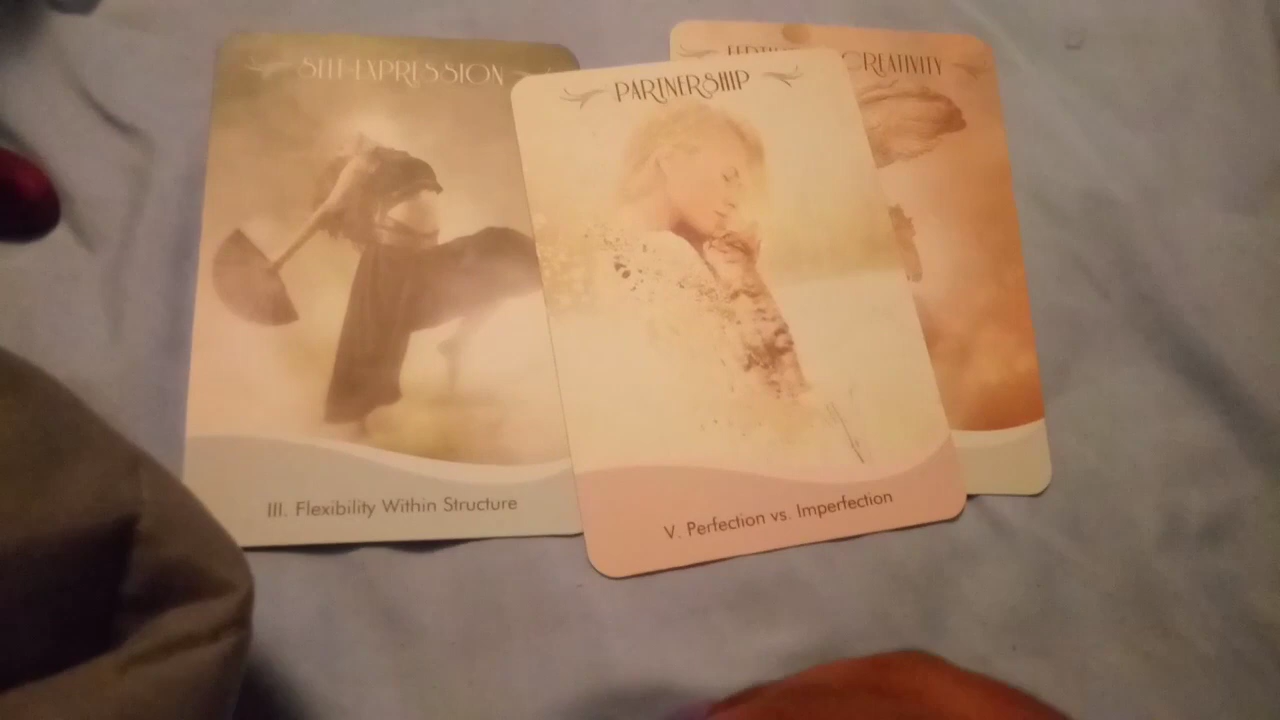 SELF-EXPRESSION
III. Flexibility Within Structure
PARTNERSHIP
V. Perfection vs. Imperfection
CREATIVITY